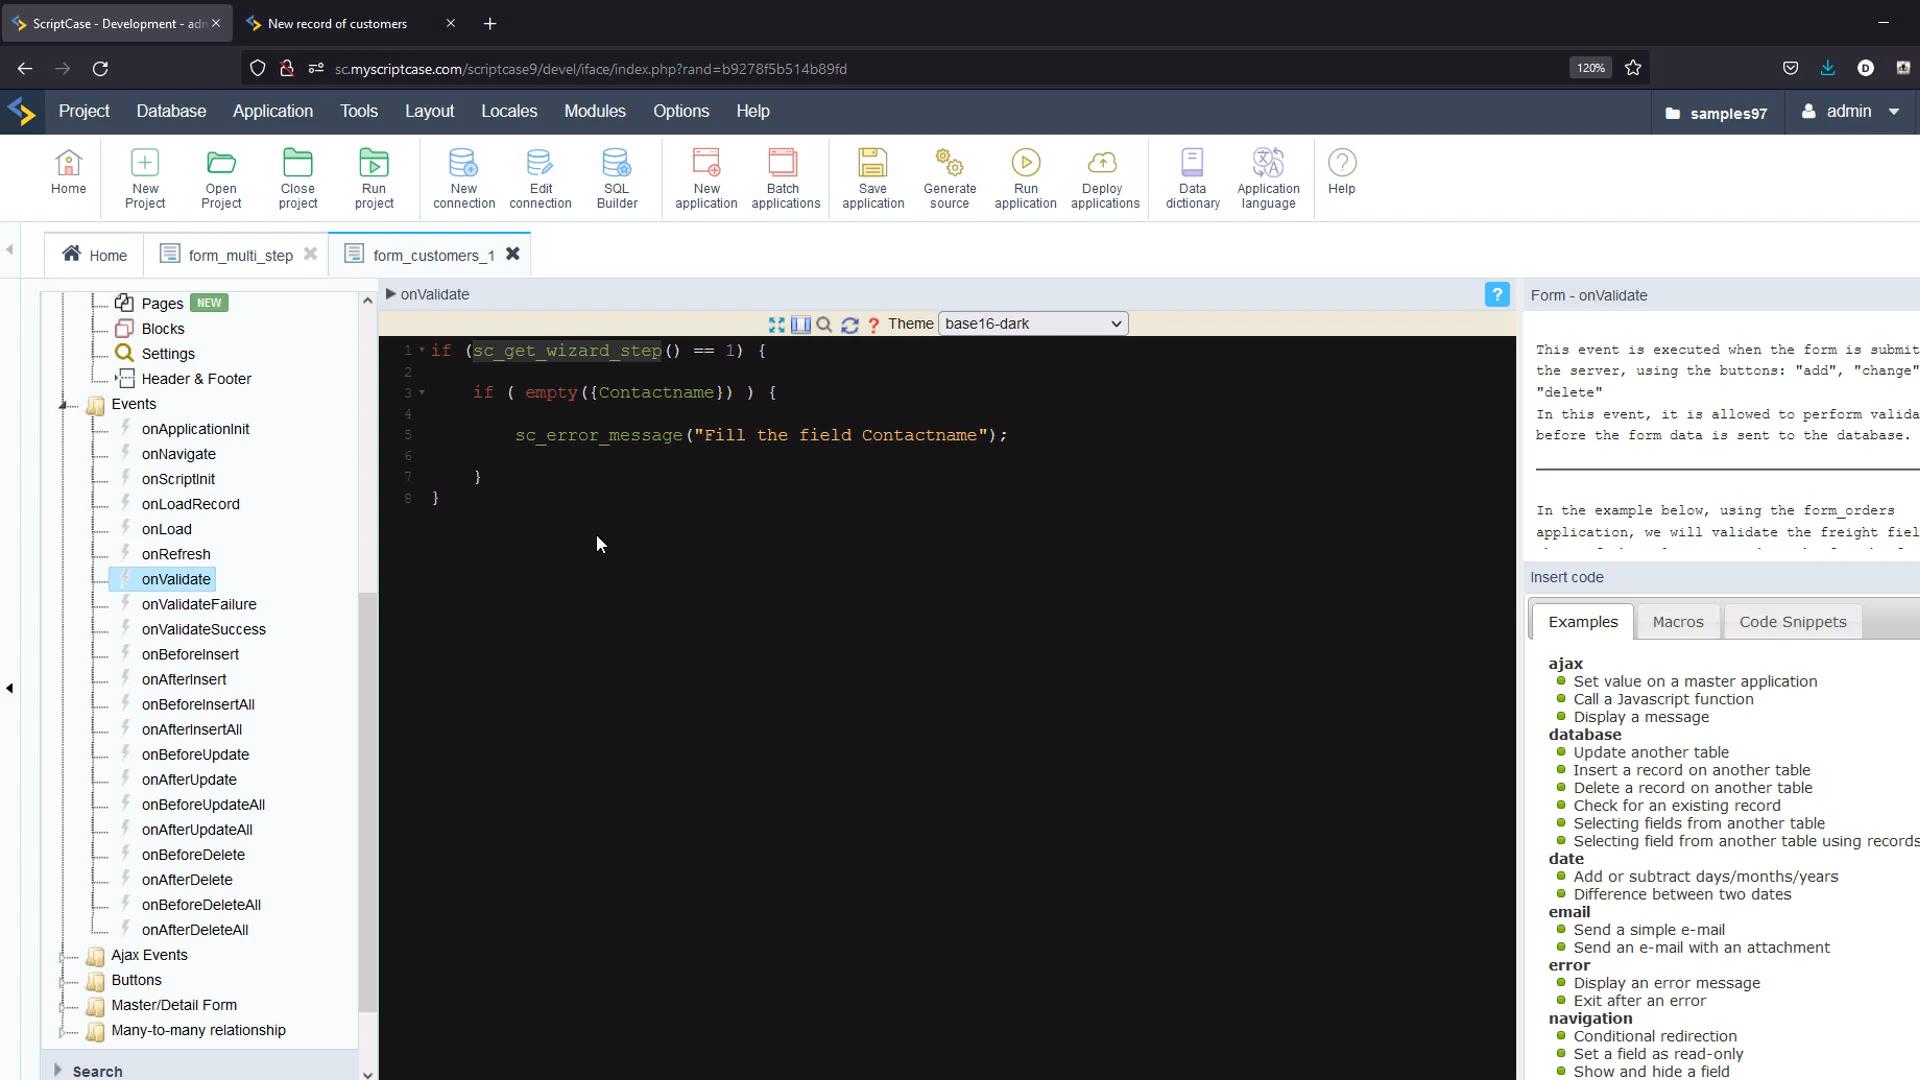 ScriptCase - Development - adr
New record of customers
sc.myscriptcase.com/scriptcase9/devel/iface/index.php?rand=b9278f5b514b89fd
120%
Project Database Application Tools Layout Locales Modules Options Help
samples97
admin
Home
New Project
Open Project
Close project
Run project
New connection
Edit connection
SQL Builder
New application
Batch applications
Save application
Generate source
Run application
Deploy applications
Data dictionary
Application language
Help
Home
form_multi_step
form_customers_1
Pages NEW
Blocks
Settings
Header & Footer
Events
onApplicationInit
onNavigate
onScriptInit
onLoadRecord
onLoad
onRefresh
onValidate
onValidateFailure
onValidateSuccess
onBeforeInsert
onAfterInsert
onBeforeInsertAll
onAfterInsertAll
onBeforeUpdate
onAfterUpdate
onBeforeUpdateAll
onAfterUpdateAll
onBeforeDelete
onAfterDelete
onBeforeDeleteAll
onAfterDeleteAll
Ajax Events
Buttons
Master/Detail Form
Many-to-many relationship
Search
onValidate
?
? Theme base16-dark
1 if (sc_get_wizard_step() == 1) {
2
3 if ( empty({Contactname}) ) {
4
5 sc_error_message("Fill the field Contactname");
6
7 }
8 }
Form - onValidate
This event is executed when the form is submit
the server, using the buttons: "add", "change"
"delete"
In this event, it is allowed to perform valida
before the form data is sent to the database.
In the example below, using the form_orders
application, we will validate the freight fiel
Insert code
Examples Macros Code Snippets
ajax
Set value on a master application
Call a Javascript function
Display a message
database
Update another table
Insert a record on another table
Delete a record on another table
Check for an existing record
Selecting fields from another table
Selecting field from another table using records
date
Add or subtract days/months/years
Difference between two dates
email
Send a simple e-mail
Send an e-mail with an attachment
error
Display an error message
Exit after an error
navigation
Conditional redirection
Set a field as read-only
Show and hide a field